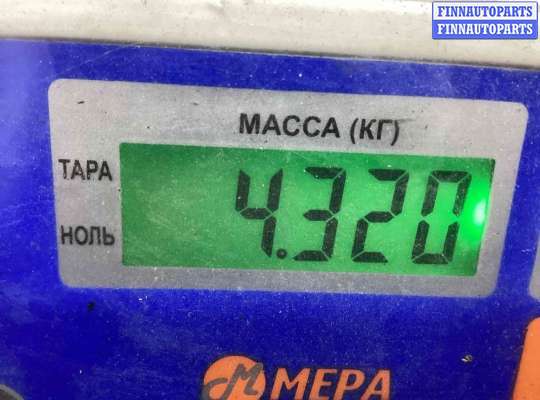 FINNAUTOPARTS
FINNAUTOPARTS
МАССА (КГ)
ТАРА
4.320
НОЛЬ
М МЕРА